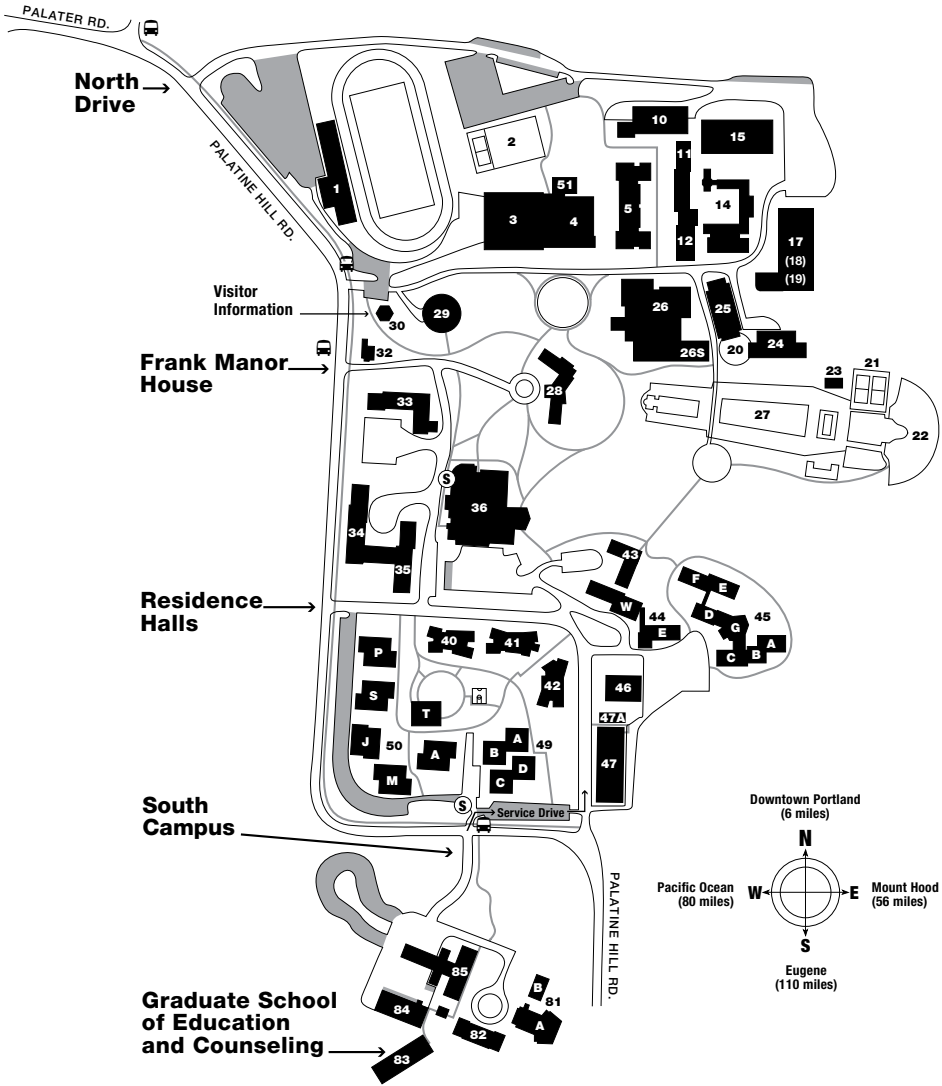 PALATER RD.
North
Drive
PALATINE HILL RD.
1
2
10
15
11
51
3
4
5
14
12
17
(18)
(19)
Visitor
Information
30
29
26
25
26S
20
24
32
Frank Manor
House
28
23
21
33
27
22
S
36
34
35
43
F
E
W
44
E
D
G
45
A
B
C
Residence
Halls
40
41
P
S
42
46
T
47A
J
50
A
A
49
B
D
47
M
C
South
Campus
S
Service Drive
Downtown Portland
(6 miles)
N
Pacific Ocean
(80 miles)
W
E
Mount Hood
(56 miles)
S
Eugene
(110 miles)
PALATINE HILL RD.
85
B
81
84
A
82
Graduate School
of Education
and Counseling
83